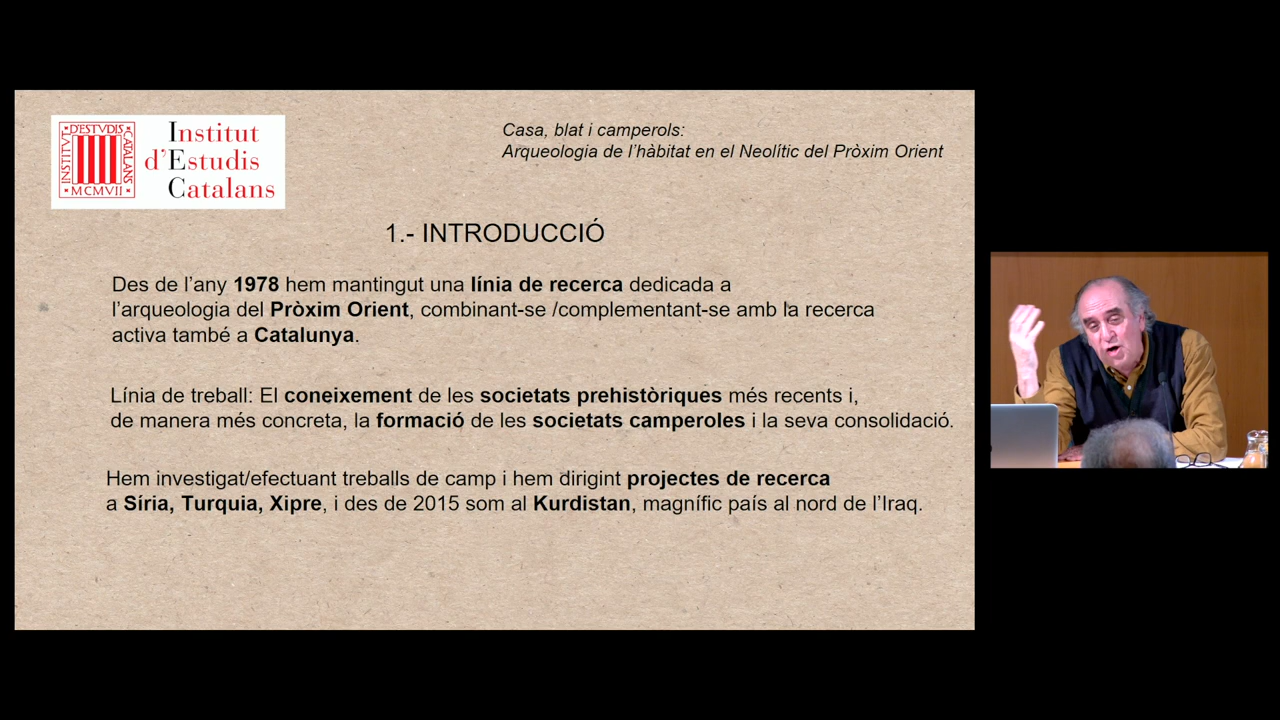 INSTITVT
D'ESTVDIS
CATALANS
MCMVII
Institut
d'Estudis
Catalans
Casa, blat i camperols:
Arqueologia de l'hàbitat en el Neolític del Pròxim Orient
1.- INTRODUCCIÓ
Des de l'any 1978 hem mantingut una línia de recerca dedicada a
l'arqueologia del Pròxim Orient, combinant-se /complementant-se amb la recerca
activa també a Catalunya.
Línia de treball: El coneixement de les societats prehistòriques més recents i,
de manera més concreta, la formació de les societats camperoles i la seva consolidació.
Hem investigat/efectuant treballs de camp i hem dirigint projectes de recerca
a Síria, Turquia, Xipre, i des de 2015 som al Kurdistan, magnífic país al nord de l'Iraq.